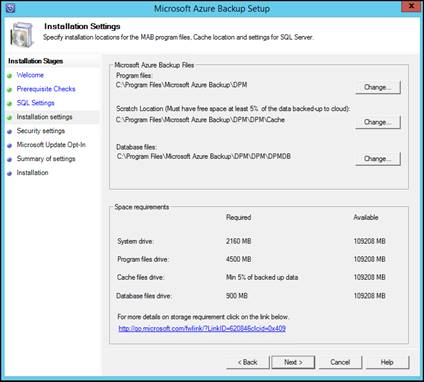 Microsoft Azure Backup Setup
Installation Settings
Specify installation locations for the MAB program files, Cache location and settings for SQL Server.
Installation Stages
Welcome
Prerequisite Checks
SQL Settings
Installation settings
Security settings
Microsoft Update Opt-In
Summary of settings
Installation
Microsoft Azure Backup Files
Program files:
C:\Program Files\Microsoft Azure Backup\DPM
Change...
Scratch Location (Must have free space at least 5% of the data backed-up to cloud):
C:\Program Files\Microsoft Azure Backup\DPM\DPM\Cache
Change...
Database files:
C:\Program Files\Microsoft Azure Backup\DPM\DPM\DPMDB
Change...
Space requirements
Required Available
System drive: 2160 MB 109208 MB
Program files drive: 4500 MB 109208 MB
Cache files drive: Min 5% of backed up data 109208 MB
Database files drive: 900 MB 109208 MB
For more details on storage requirement click on the link below.
http://go.microsoft.com/fwlink/?LinkID=620846clcid=0x409
< Back Next > Cancel Help